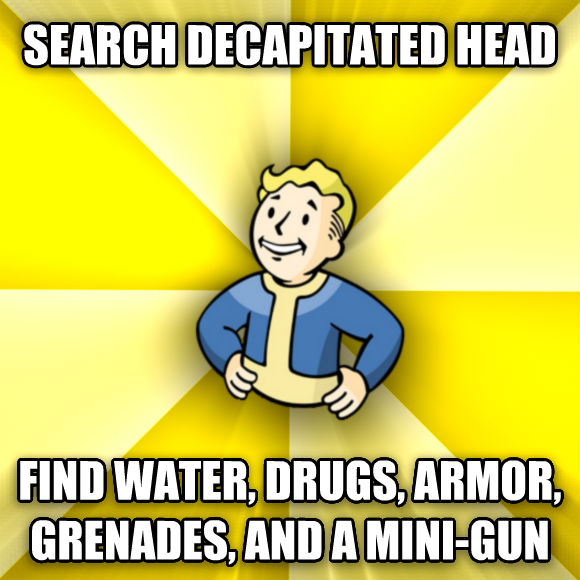 SEARCH DECAPITATED HEAD
FIND WATER, DRUGS, ARMOR,
GRENADES, AND A MINI-GUN